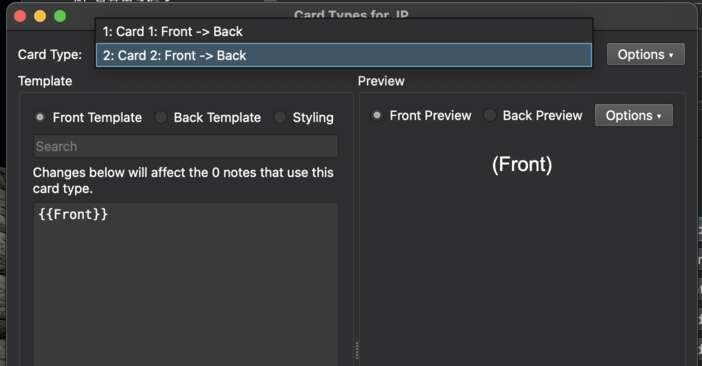 Card Types for JP
Card Type:
1: Card 1: Front -> Back
2: Card 2: Front -> Back
Options
Template
Preview
Front Template
Back Template
Styling
Front Preview
Back Preview
Options
Search
Changes below will affect the 0 notes that use this
card type.
{{Front}}
(Front)